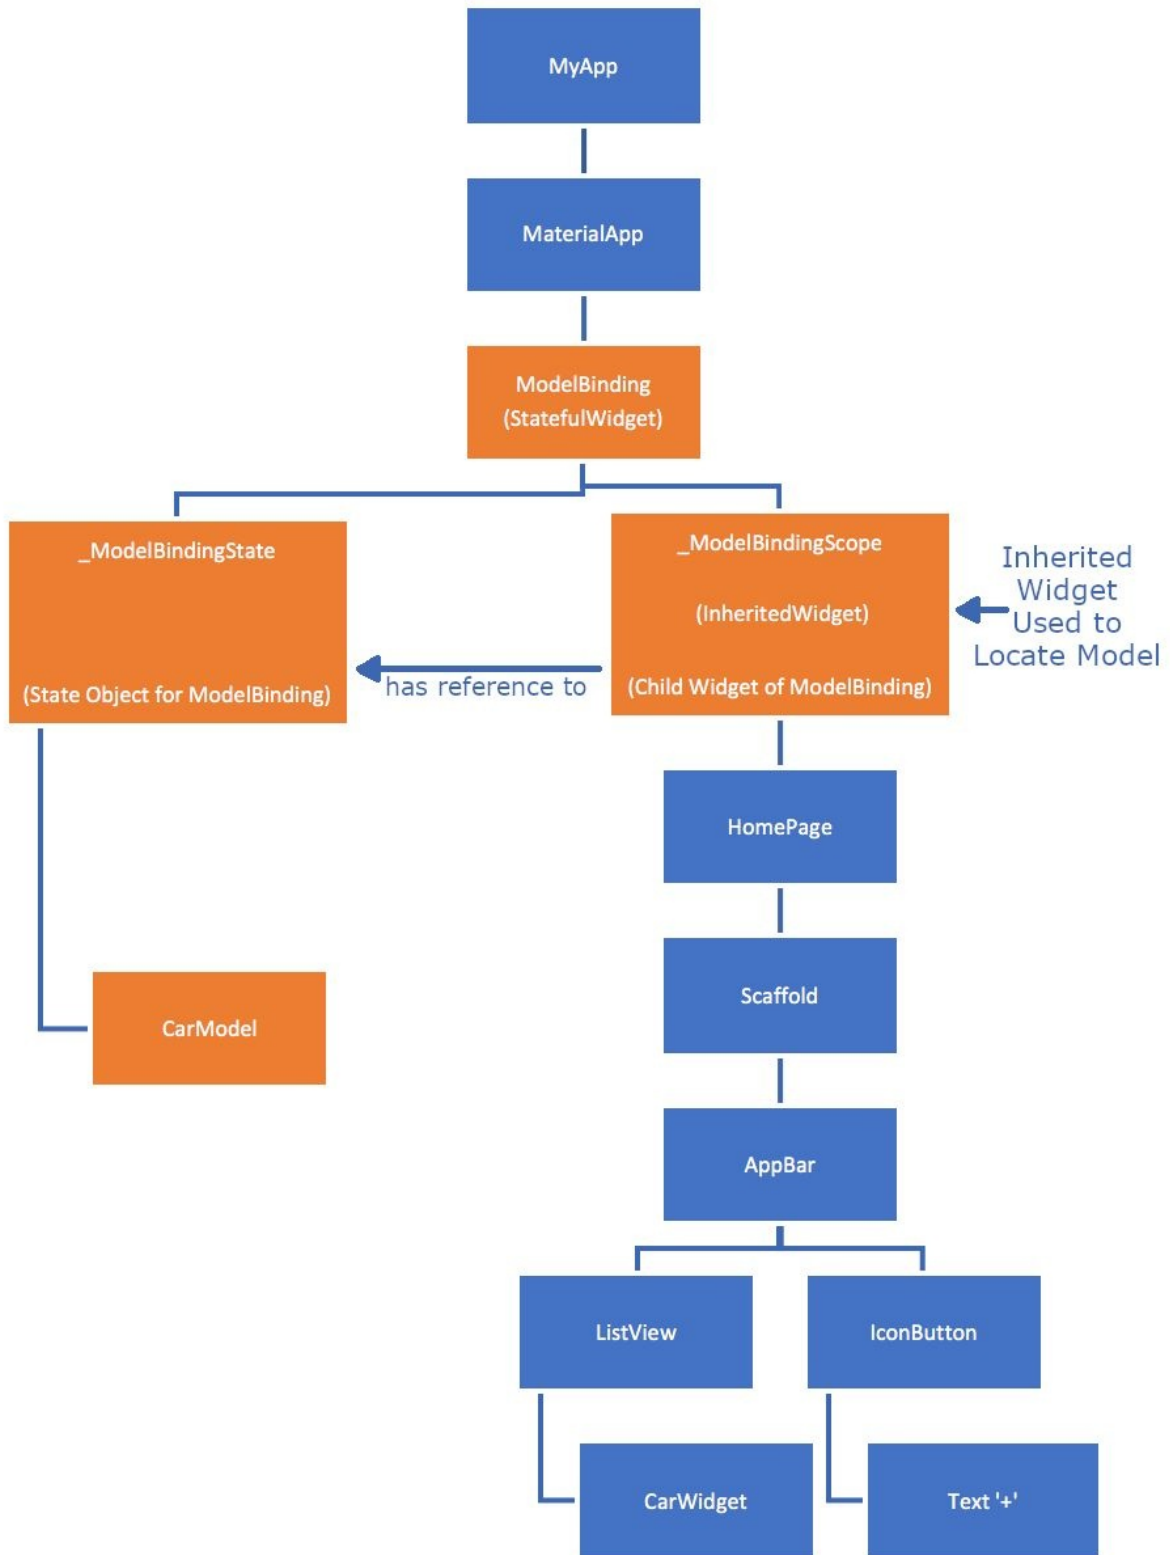 MyApp
MaterialApp
ModelBinding
(StatefulWidget)
_ModelBindingState
(State Object for ModelBinding)
_ModelBindingScope
(InheritedWidget)
(Child Widget of ModelBinding)
Inherited
Widget
Used to
Locate Model
has reference to
HomePage
Scaffold
CarModel
AppBar
ListView
IconButton
CarWidget
Text '+'